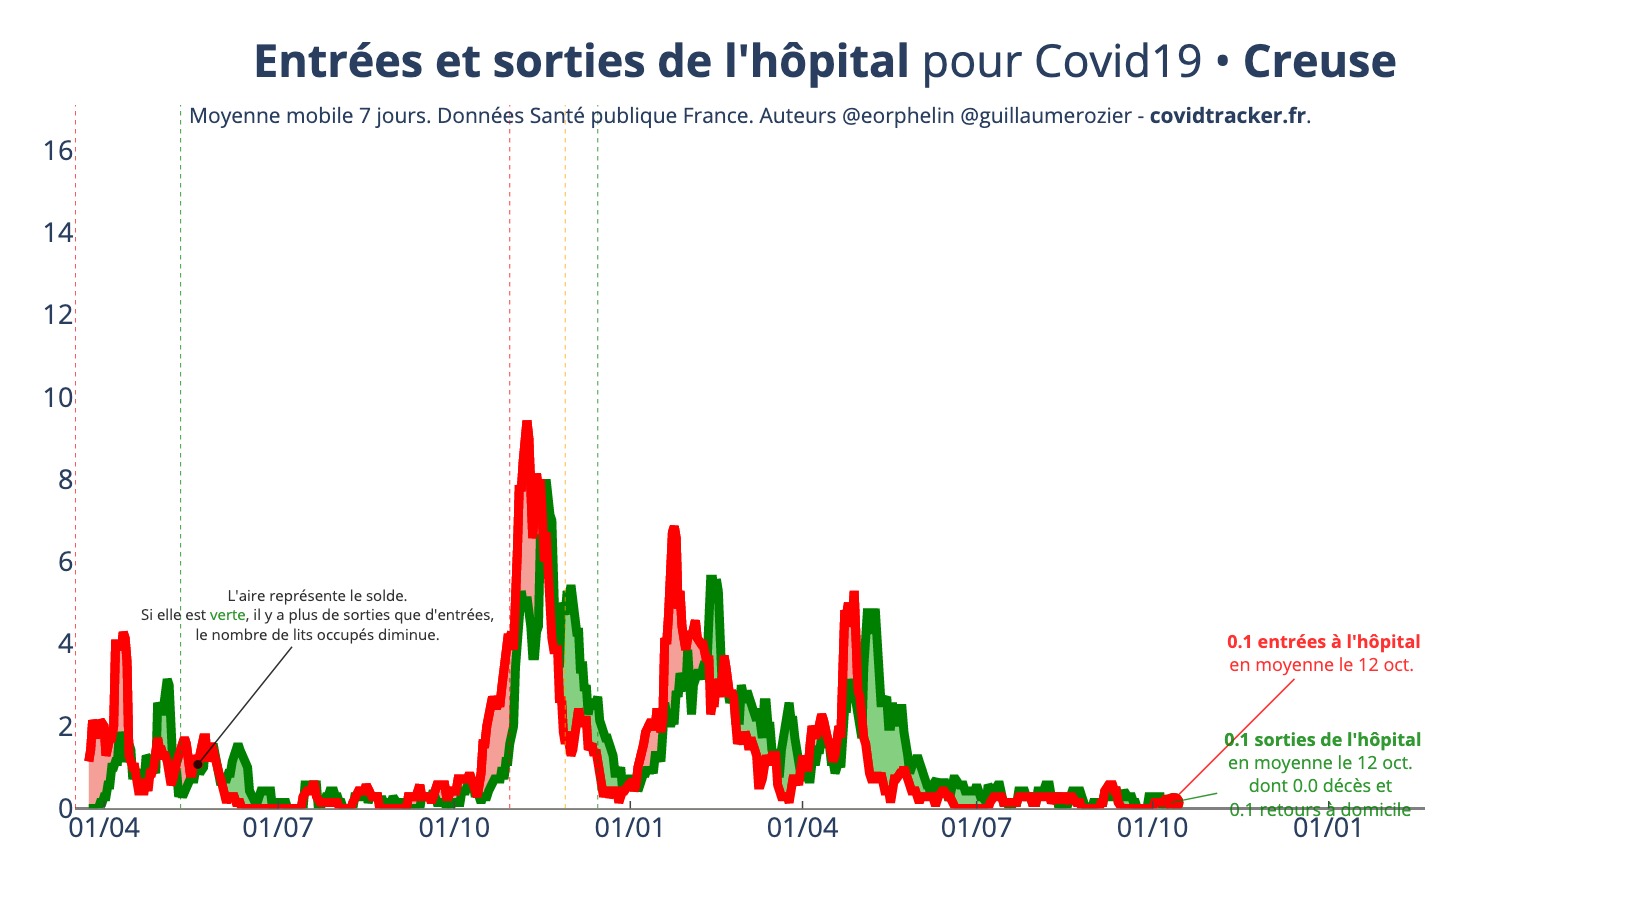 Entrées et sorties de l'hôpital pour Covid19 • Creuse
Moyenne mobile 7 jours. Données Santé publique France. Auteurs @eorphelin @guillaumerozier - covidtracker.fr.
16
14
12
10
8
6
4
2
0
L'aire représente le solde.
Si elle est verte, il y a plus de sorties que d'entrées,
le nombre de lits occupés diminue.
0.1 entrées à l'hôpital
en moyenne le 12 oct.
0.1 sorties de l'hôpital
en moyenne le 12 oct.
dont 0.0 décès et
0.1 retours à domicile
01/04
01/07
01/10
01/01
01/04
01/07
01/10
01/01